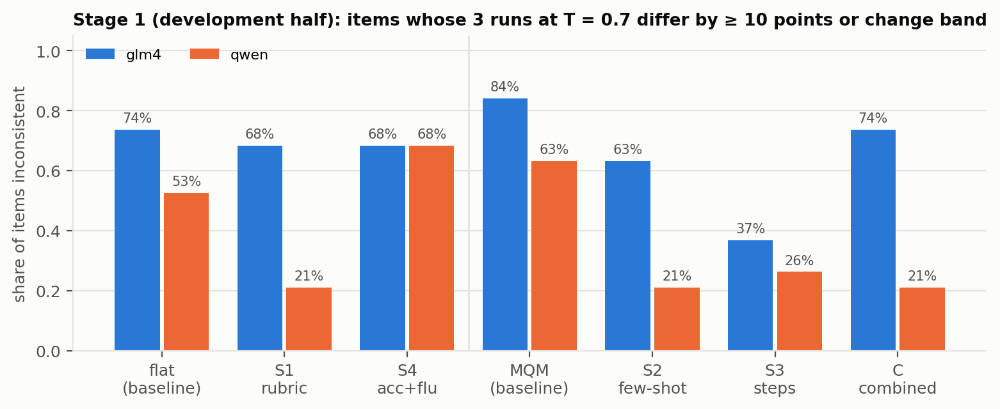 Stage 1 (development half): items whose 3 runs at T = 0.7 differ by ≥ 10 points or change band
glm4 qwen
share of items inconsistent
1.0
0.8
0.6
0.4
0.2
0.0
74% 53% 68% 21% 68% 68% 84% 63% 63% 21% 37% 26% 74% 21%
flat S1 S4 MQM S2 S3 C
(baseline) rubric acc+flu (baseline) few-shot steps combined